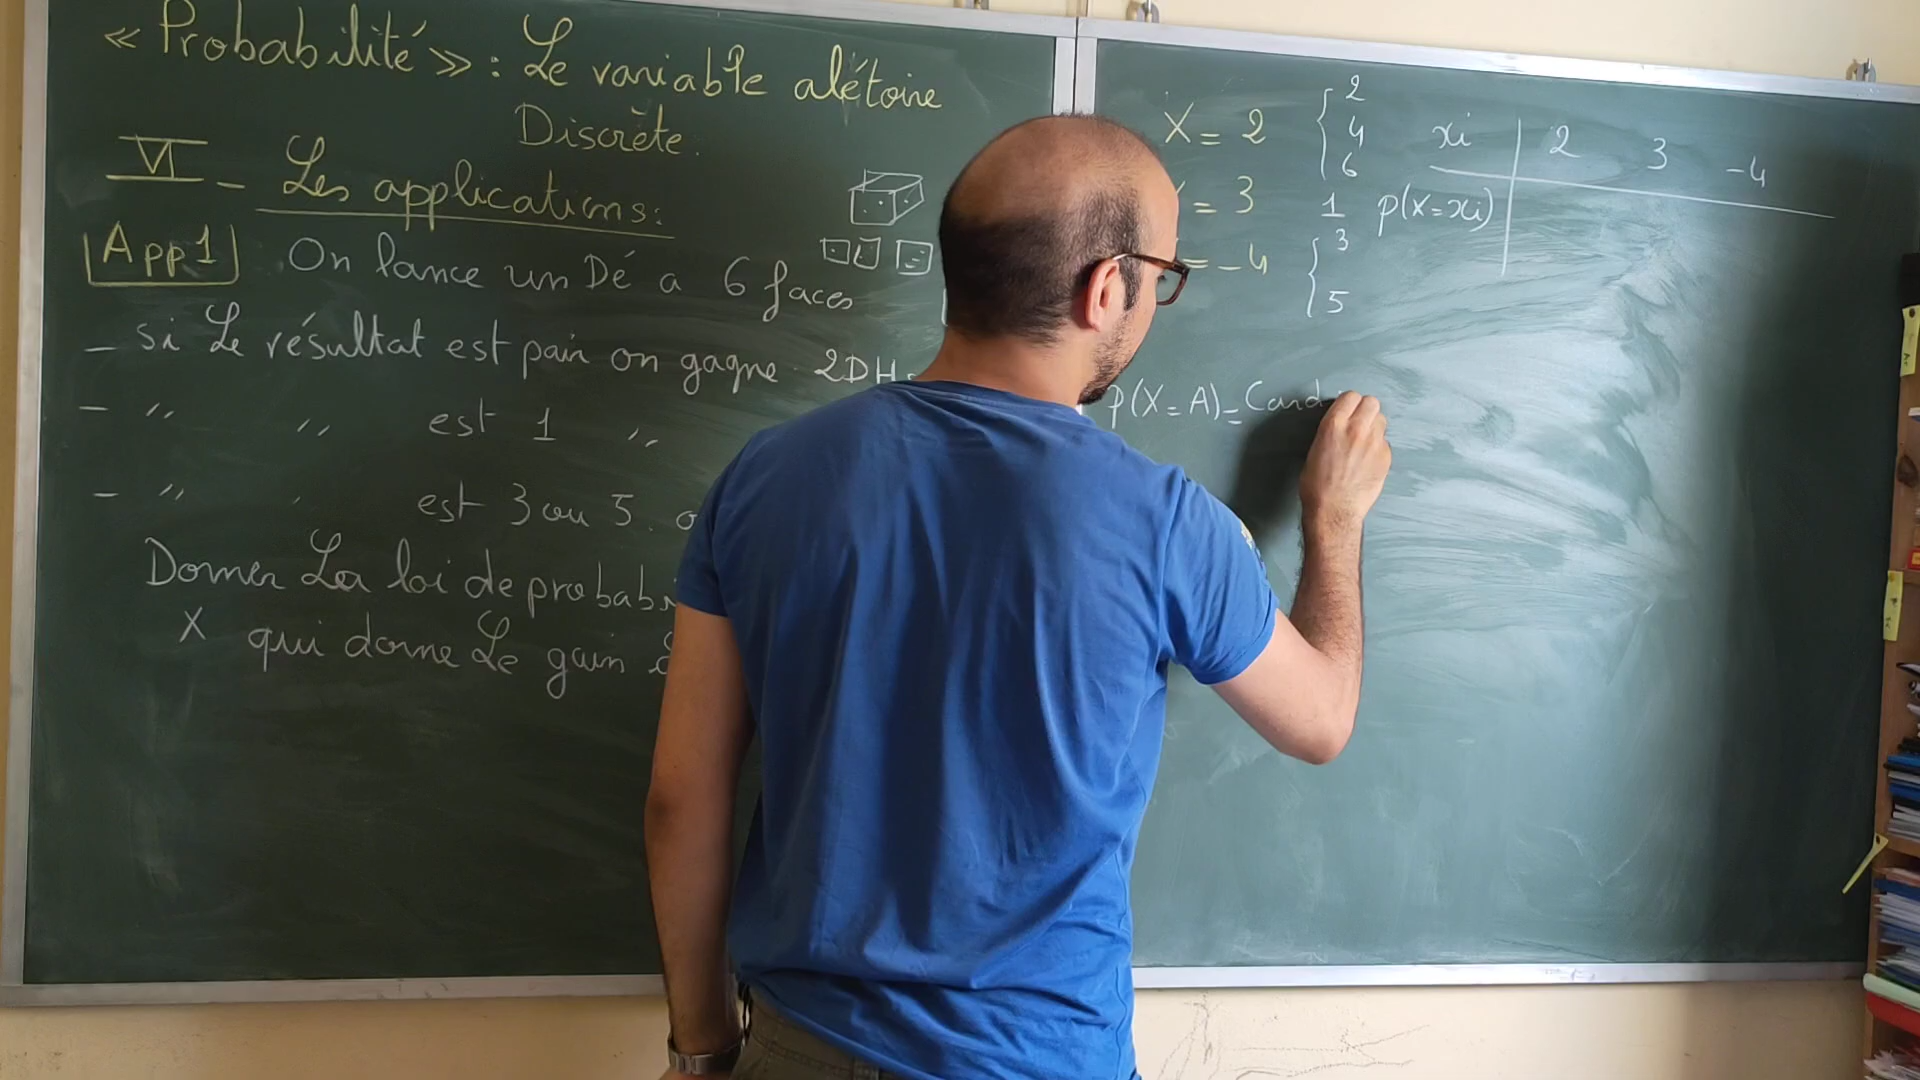 « Probabilité » : Le variable alétoire
Discrète.
VI - Les applications:
App1 On lance un Dé a 6 faces
- si Le résultat est pair on gagne 2DH
- " " est 1 "
- " " est 3 ou 5.
Donner La loi de
X qui donne Le gain
X = 2 { 2 4 6
= 3 1
= -4 { 3 5
xi 2 3 -4
p(X=xi)
p(X=A) = Card